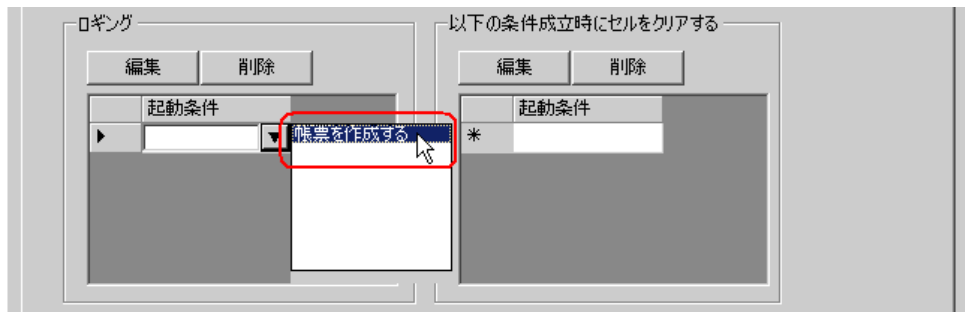 ロギング
編集
削除
起動条件
帳票を作成する
以下の条件成立時にセルをクリアする
編集
削除
起動条件
*